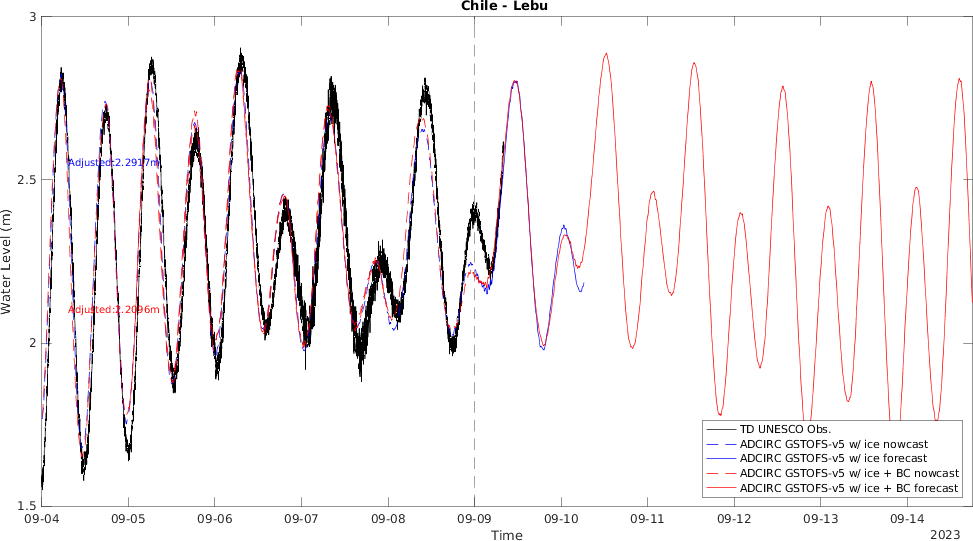 Chile - Lebu
3
2.5
2
1.5
Water Level (m)
Adjusted:2.2917m
Adjusted:2.2096m
TD UNESCO Obs.
ADCIRC GSTOFS-v5 w/ ice nowcast
ADCIRC GSTOFS-v5 w/ ice forecast
ADCIRC GSTOFS-v5 w/ ice + BC nowcast
ADCIRC GSTOFS-v5 w/ ice + BC forecast
09-04 09-05 09-06 09-07 09-08 09-09 09-10 09-11 09-12 09-13 09-14
Time
2023